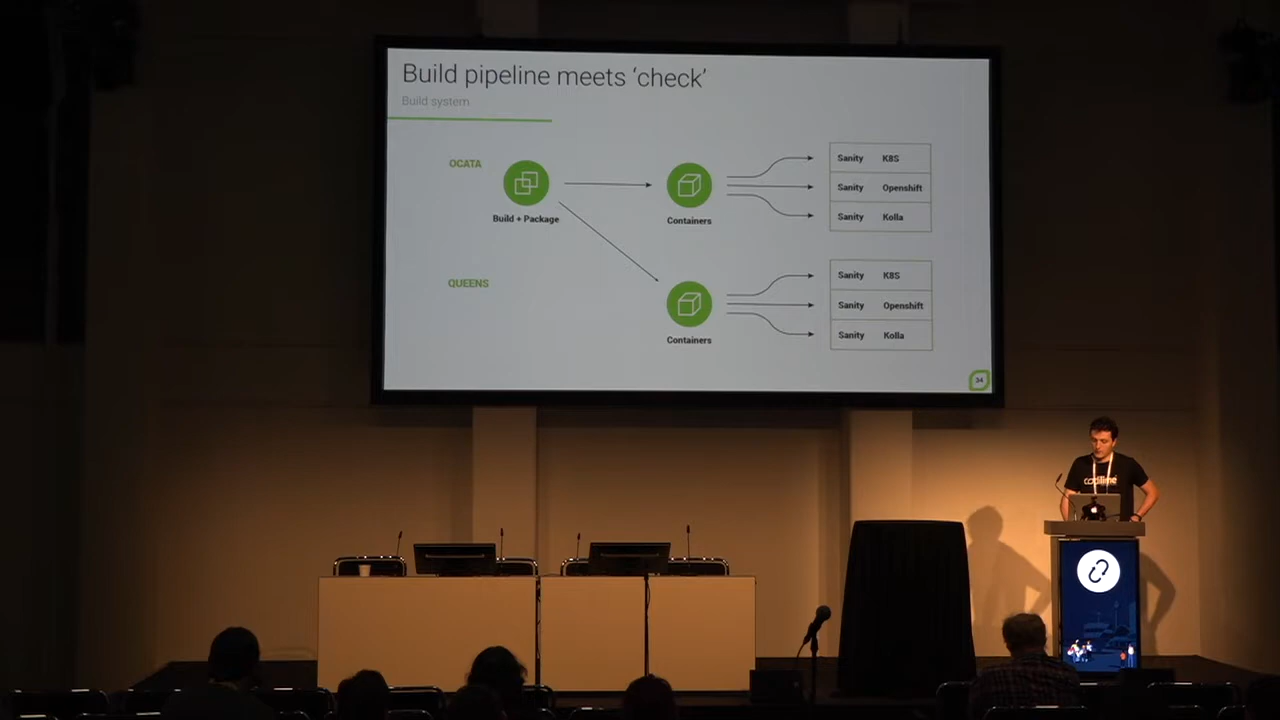 Build pipeline meets ‘check’
Build system
OCATA
Build + Package
Containers
Sanity K8S
Sanity Openshift
Sanity Kolla
QUEENS
Containers
Sanity K8S
Sanity Openshift
Sanity Kolla
34